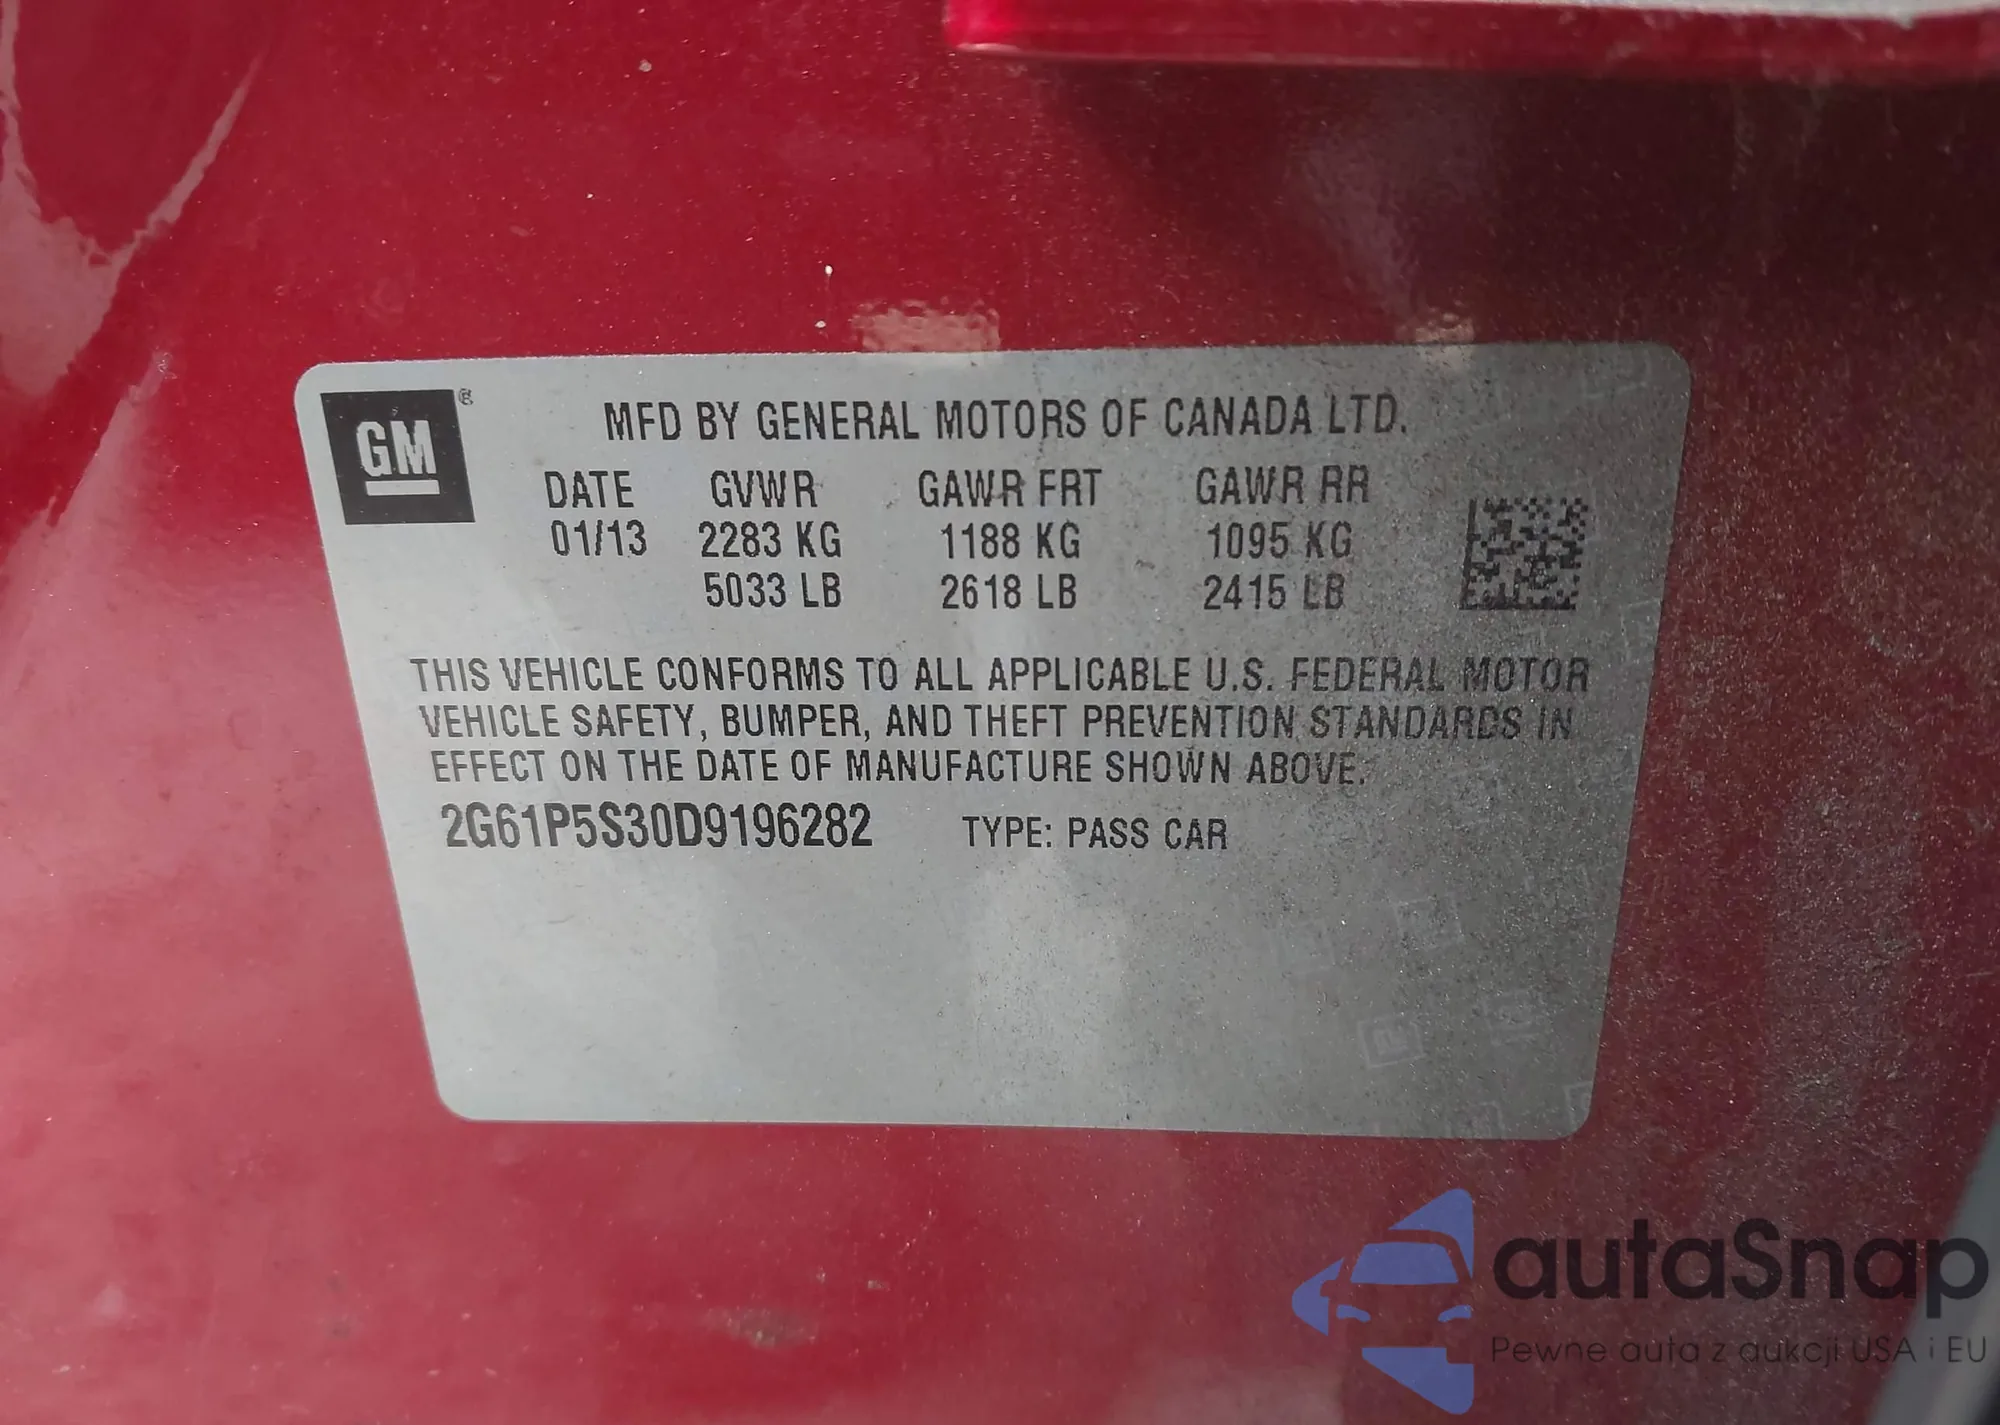 GM ®
MFD BY GENERAL MOTORS OF CANADA LTD.
DATE GVWR GAWR FRT GAWR RR
01/13 2283 KG 1188 KG 1095 KG
5033 LB 2618 LB 2415 LB
THIS VEHICLE CONFORMS TO ALL APPLICABLE U.S. FEDERAL MOTOR
VEHICLE SAFETY, BUMPER, AND THEFT PREVENTION STANDARDS IN
EFFECT ON THE DATE OF MANUFACTURE SHOWN ABOVE.
2G61P5S30D9196282 TYPE: PASS CAR
autaSnap
Pewne auta z aukcji USA i EU